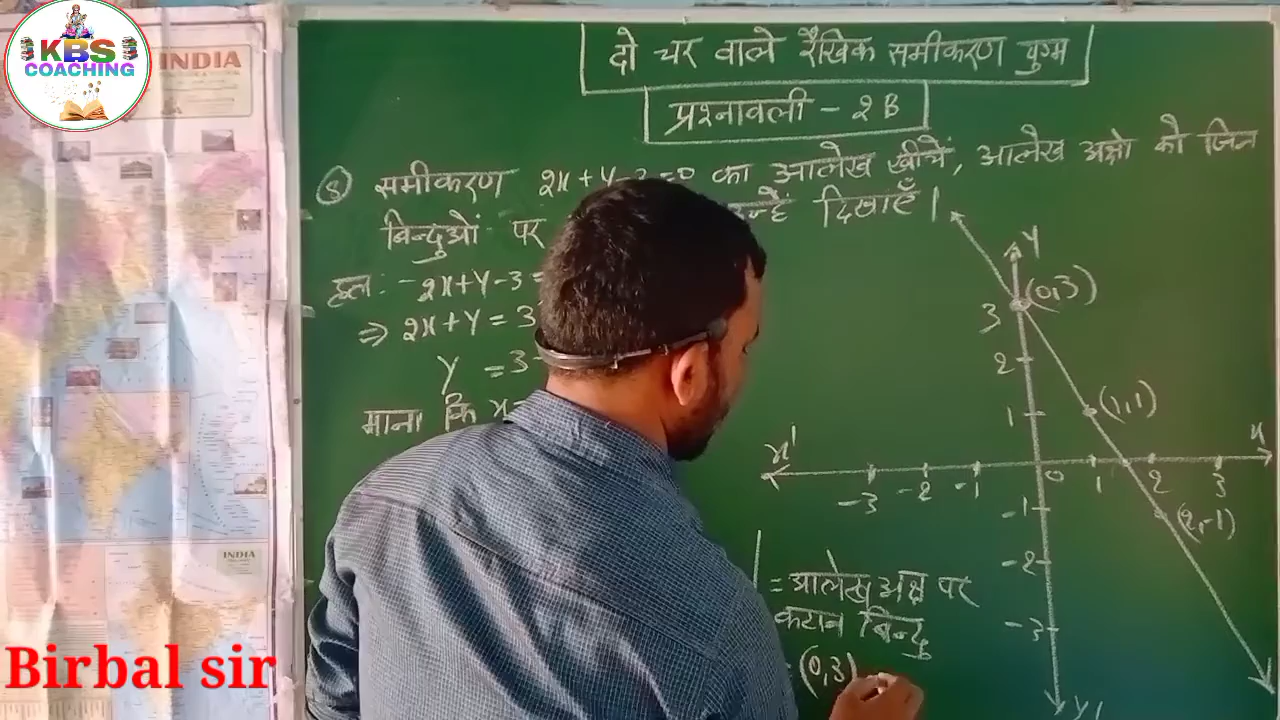 KBS
COACHING
INDIA
दो चर वाले रैखिक समीकरण युग्म
प्रश्नावली - 2B
समीकरण 2x+y-3=0 का आलेख खींचें, आलेख अक्षो को जिन
बिन्दुओं पर उन्हें दिखाएँ।
हल: - 2x+y-3=
⇒ 2x+y=3
y = 3-
माना कि x=
y
(0,3)
3
2
1 (1,1)
x' x
-3 -2 -1 0 1 2 3
-1 (2,-1)
-2
-3
y'
= आलेख अक्ष पर
कटान बिन्दु
= (0,3)
INDIA
Birbal sir